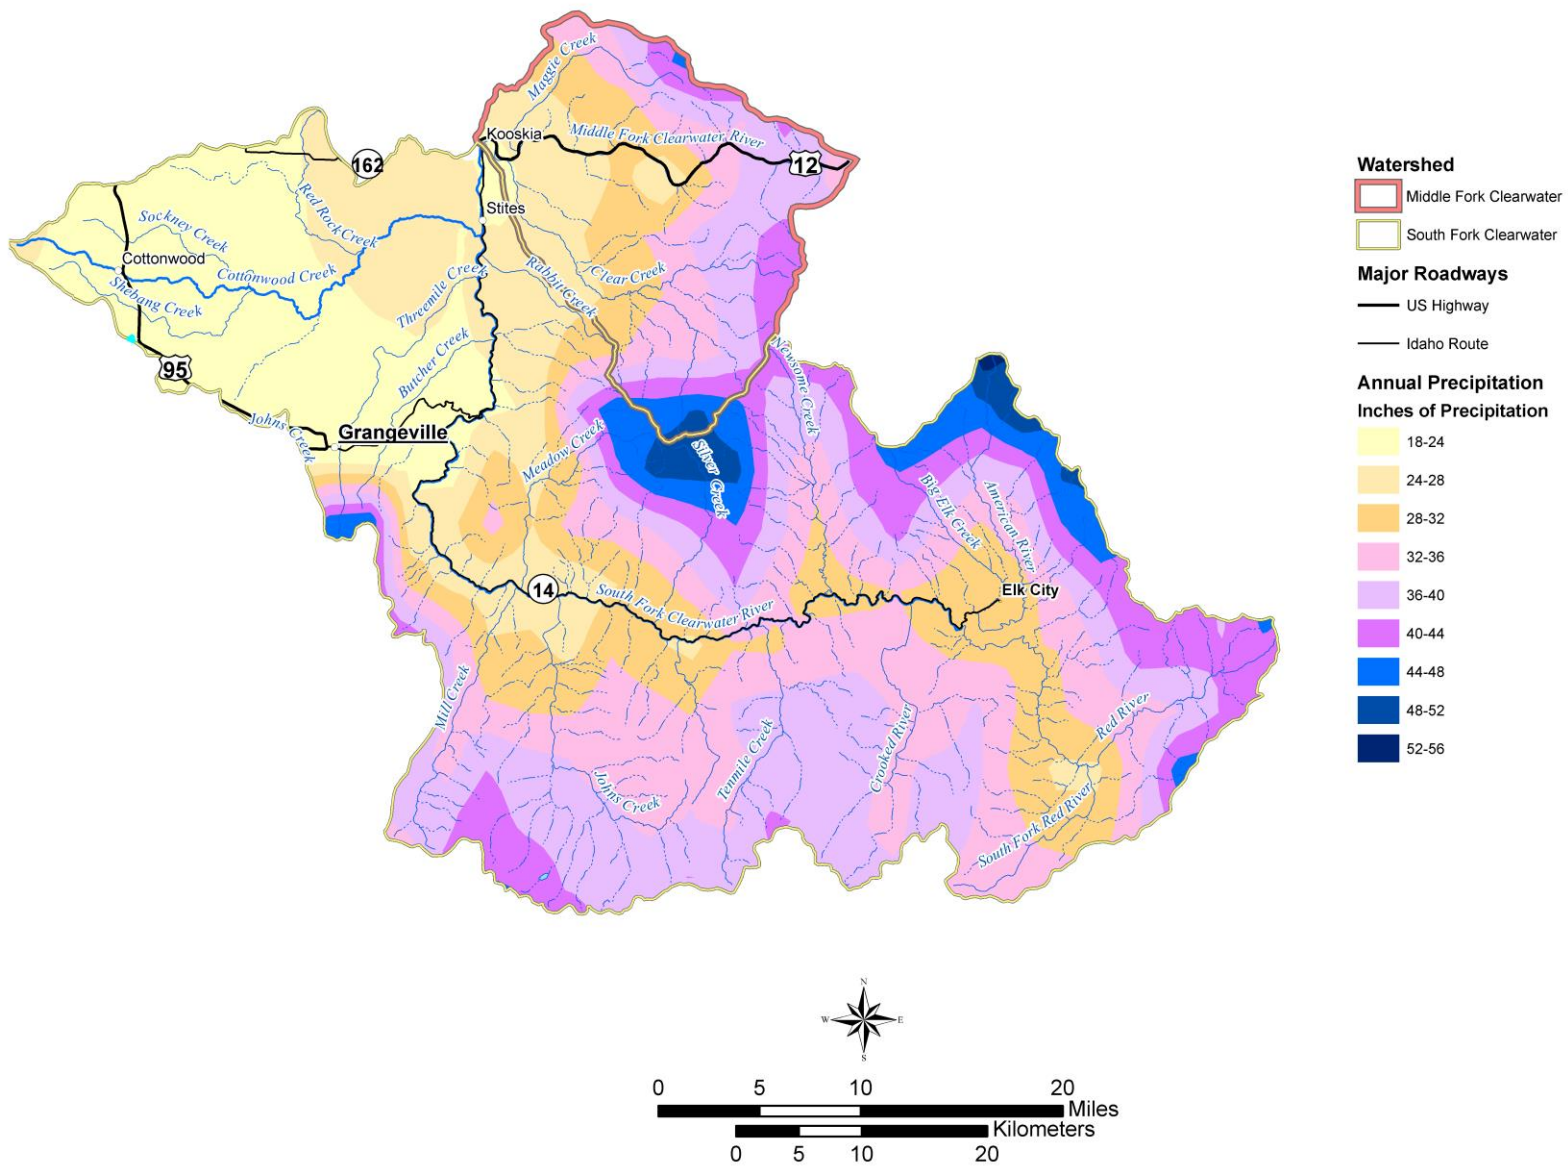 Maggie Creek
Kooskia
Middle Fork Clearwater River
12
162
Red Rock Creek
Stites
Sockney Creek
Cottonwood
Cottonwood Creek
Shebang Creek
Threemile Creek
Rabbit Creek
Clear Creek
95
Butcher Creek
Newsome Creek
Johns Creek
Grangeville
Meadow Creek
Silver Creek
Big Elk Creek
American River
14
South Fork Clearwater River
Elk City
Mill Creek
Johns Creek
Tenmile Creek
Crooked River
Red River
South Fork Red River
Watershed
Middle Fork Clearwater
South Fork Clearwater
Major Roadways
US Highway
Idaho Route
Annual Precipitation
Inches of Precipitation
18-24
24-28
28-32
32-36
36-40
40-44
44-48
48-52
52-56
N
W
E
S
0 5 10 20
Miles
Kilometers
0 5 10 20